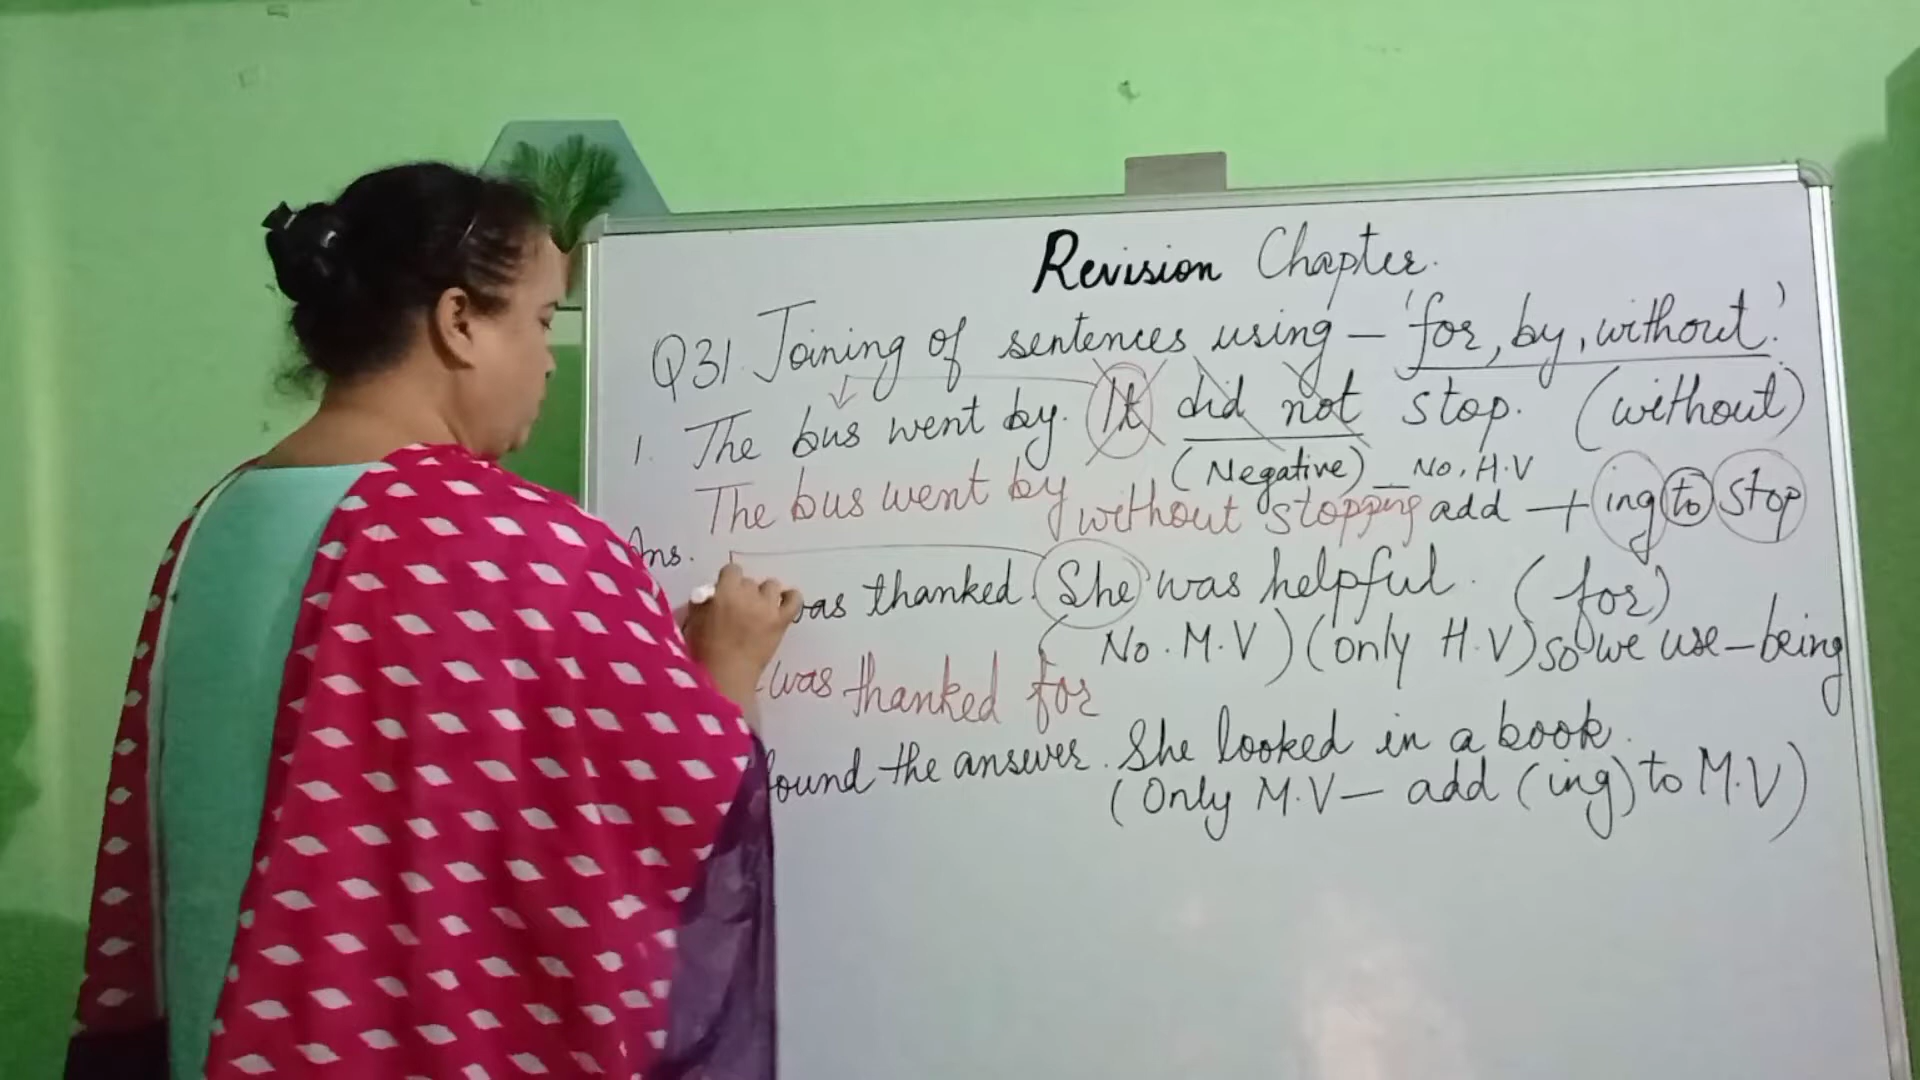 Revision Chapter.
Q31. Joining of sentences using – 'for, by, without.'
1. The bus went by. It did not stop. (without)
(Negative) – No. H.V
The bus went by without stopping add + ing to stop
Ans.
was thanked. She was helpful. (for)
(No. M.V) (only H.V) so we use – being
was thanked for
found the answer. She looked in a book.
(Only M.V – add (ing) to M.V)